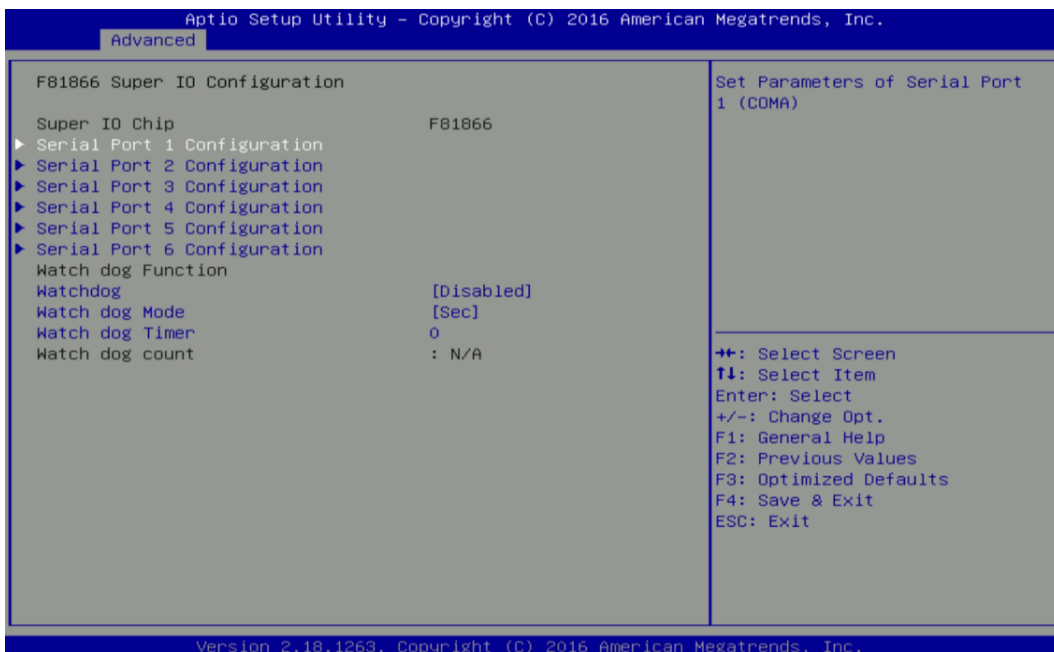 Aptio Setup Utility – Copyright (C) 2016 American Megatrends, Inc.
Advanced
F81866 Super IO Configuration
Super IO Chip F81866
Serial Port 1 Configuration
Serial Port 2 Configuration
Serial Port 3 Configuration
Serial Port 4 Configuration
Serial Port 5 Configuration
Serial Port 6 Configuration
Watch dog Function
Watchdog [Disabled]
Watch dog Mode [Sec]
Watch dog Timer 0
Watch dog count : N/A
Set Parameters of Serial Port
1 (COMA)
→←: Select Screen
↑↓: Select Item
Enter: Select
+/-: Change Opt.
F1: General Help
F2: Previous Values
F3: Optimized Defaults
F4: Save & Exit
ESC: Exit
Version 2.18.1263. Copyright (C) 2016 American Megatrends, Inc.